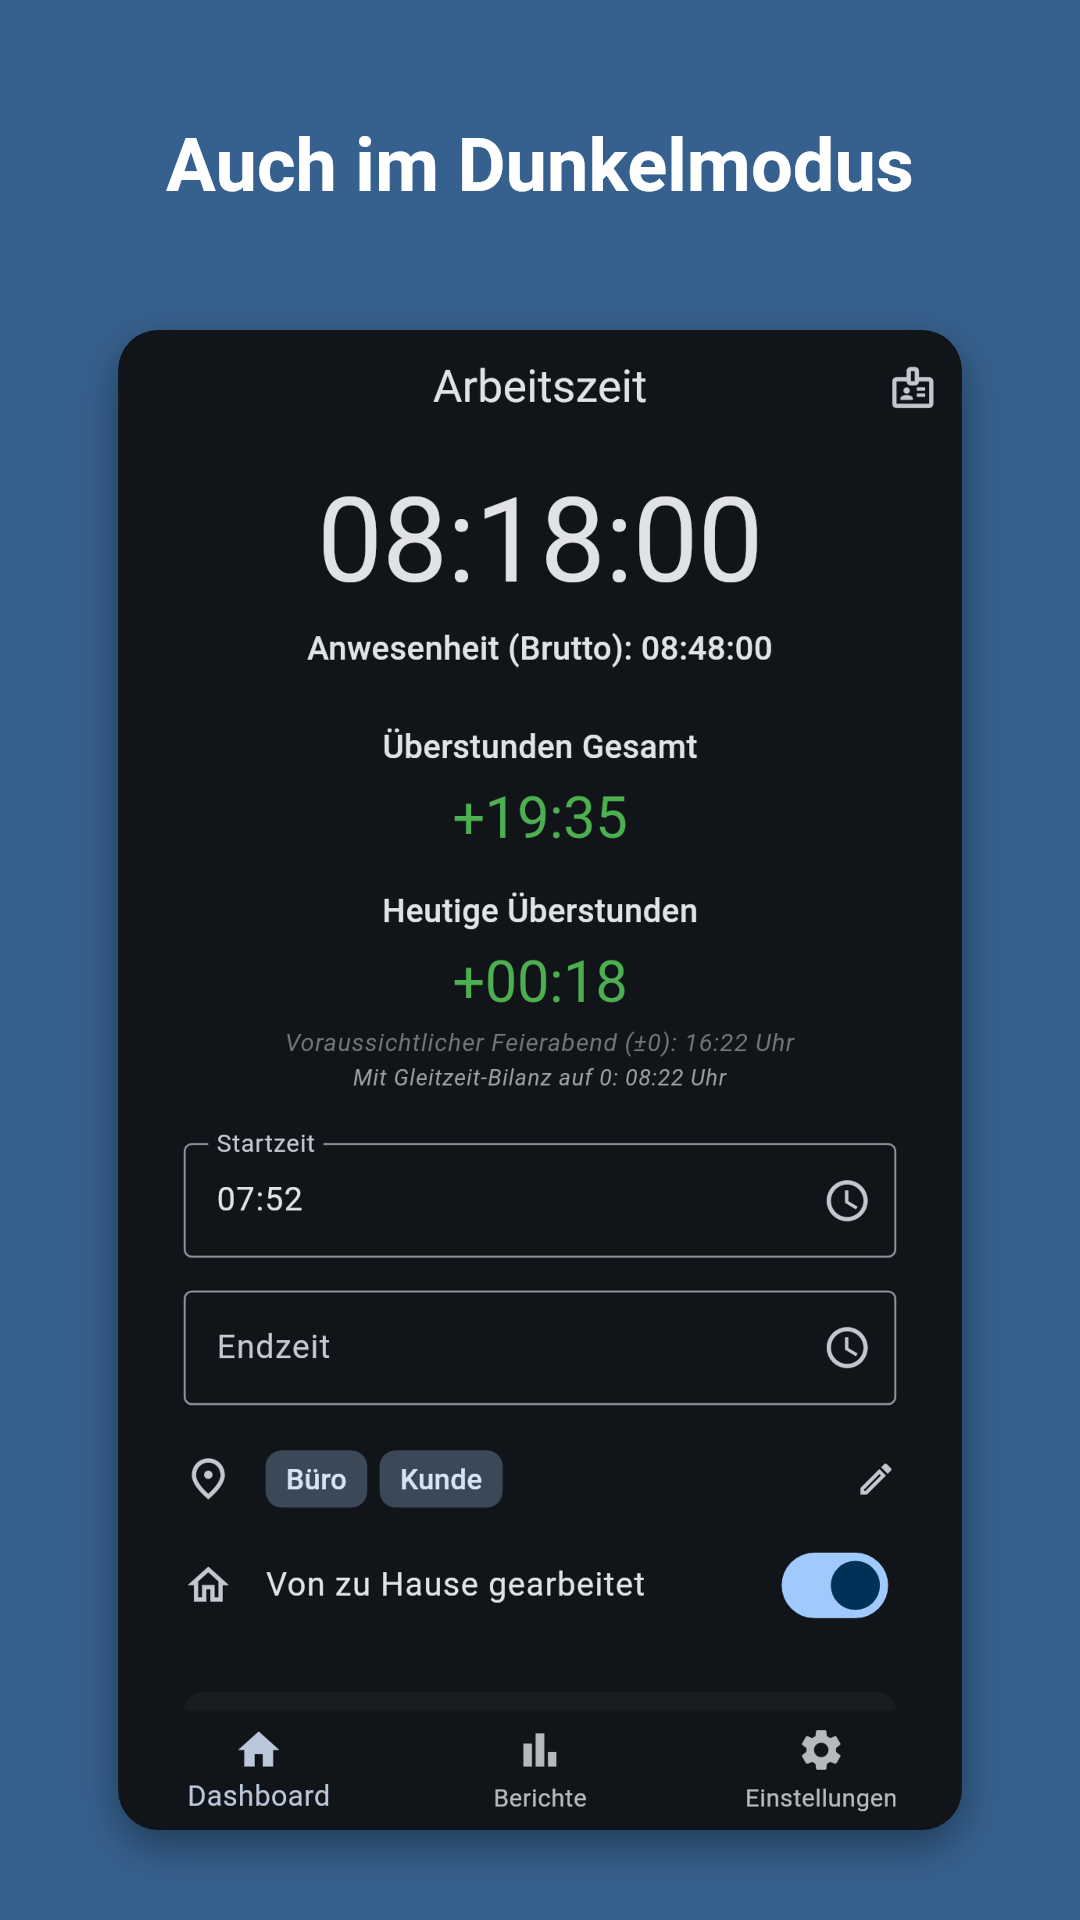 Auch im Dunkelmodus
Arbeitszeit
08:18:00
Anwesenheit (Brutto): 08:48:00
Überstunden Gesamt
+19:35
Heutige Überstunden
+00:18
Voraussichtlicher Feierabend (±0): 16:22 Uhr
Mit Gleitzeit-Bilanz auf 0: 08:22 Uhr
Startzeit
07:52
Endzeit
Büro Kunde
Von zu Hause gearbeitet
Dashboard Berichte Einstellungen